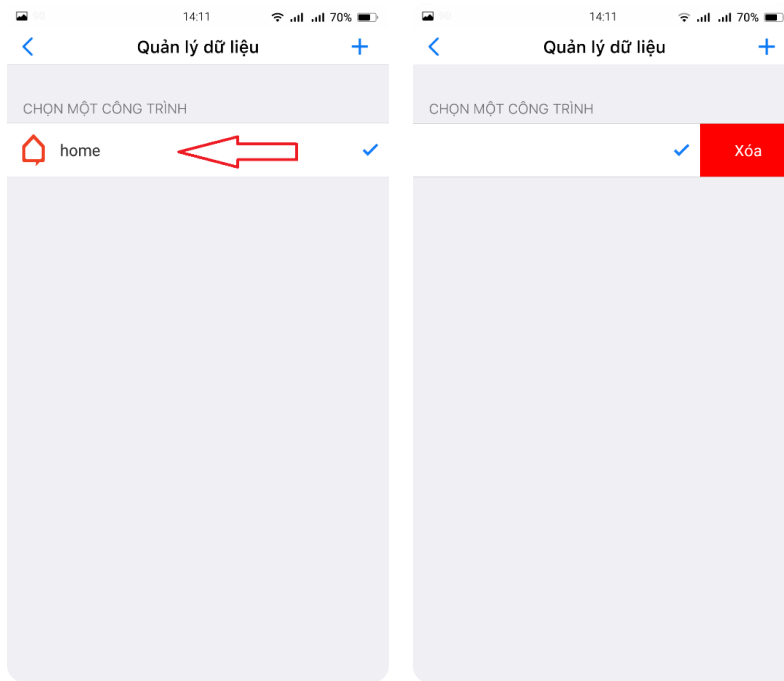 14:11 70%
Quản lý dữ liệu
CHỌN MỘT CÔNG TRÌNH
home
14:11 70%
Quản lý dữ liệu
CHỌN MỘT CÔNG TRÌNH
Xóa